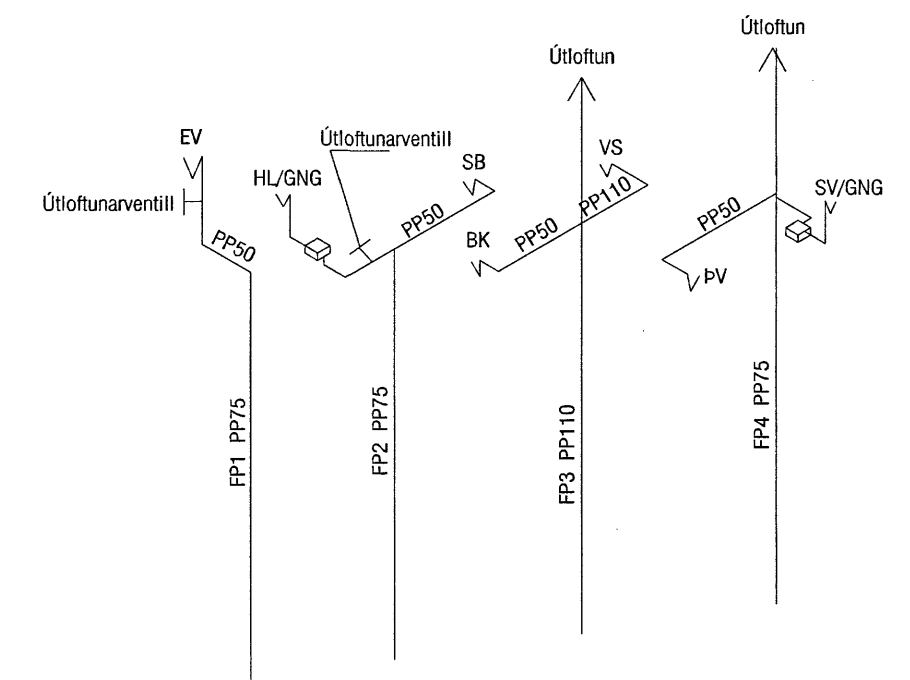 Útloftun
Útloftun
EV
Útloftunarventill
HL/GNG
SB
VS
SV/GNG
Útloftunarventill
PP50
PP50
BK
PP50
PP110
PP50
ÞV
FP1 PP75
FP2 PP75
FP3 PP110
FP4 PP75